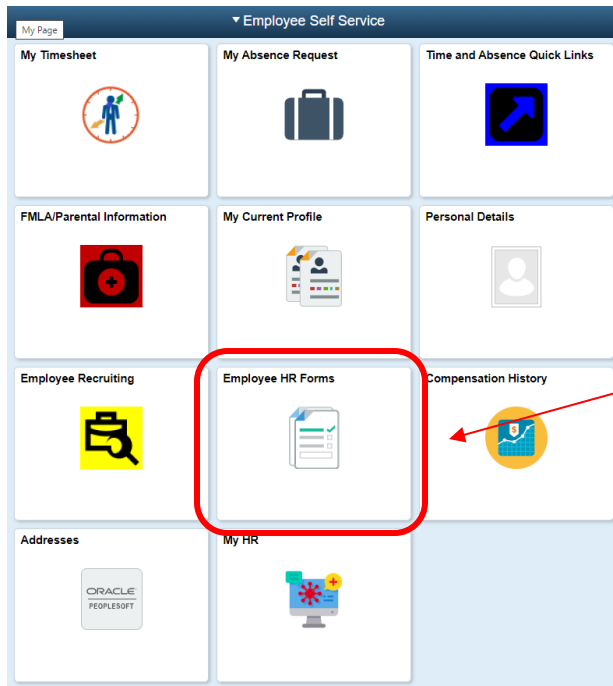 My Page
Employee Self Service
My Timesheet
My Absence Request
Time and Absence Quick Links
FMLA/Parental Information
My Current Profile
Personal Details
Employee Recruiting
Employee HR Forms
Compensation History
$
Addresses
My HR
ORACLE
PEOPLESOFT